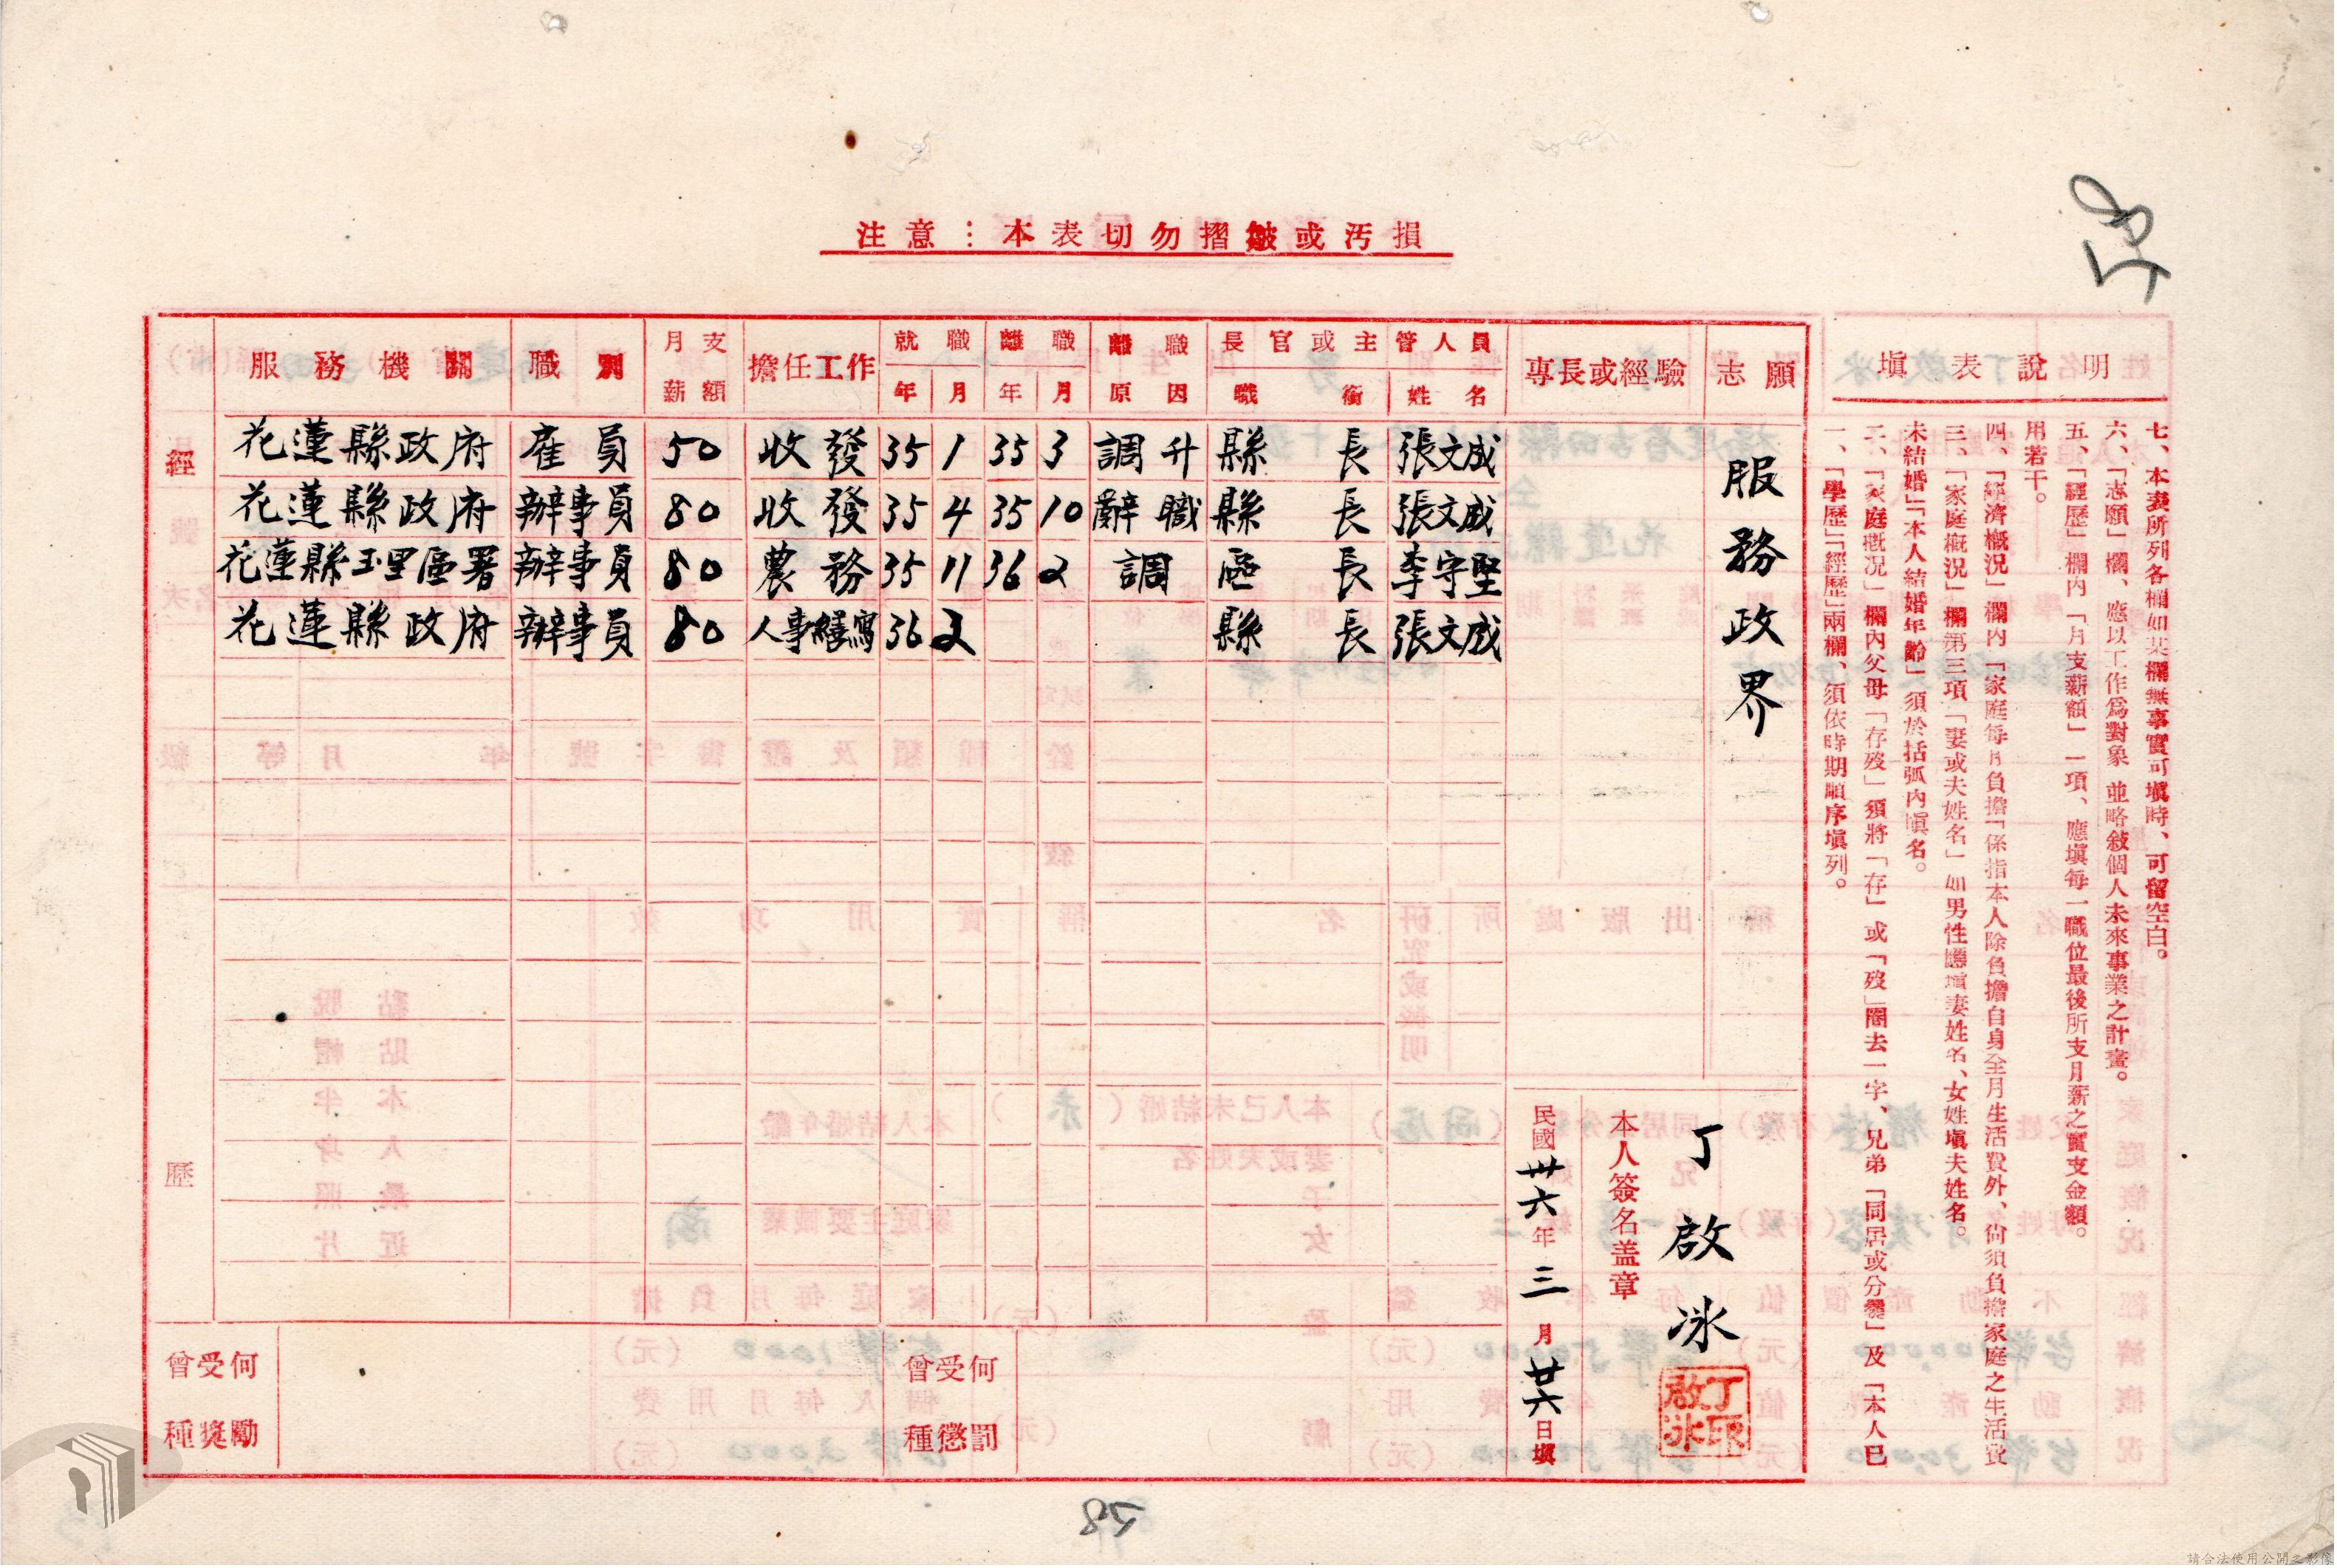 注意：本表切勿摺皺或污損
58
經歷
服務機關 職別 月支薪額 擔任工作 就職年月 離職年月 離職原因 長官或主管人員 職銜 姓名 專長或經驗 志願
花蓮縣政府 雇員 50 收發 35 1 35 3 調升 縣長 張文成
花蓮縣政府 辦事員 80 收發 35 4 35 10 辭職 縣長 張文成
花蓮縣玉里區署 辦事員 80 農務 35 11 36 2 調 區長 李守堅
花蓮縣政府 辦事員 80 人事繕寫 36 2 縣長 張文成
服務政界
曾受何種獎勵
曾受何種懲罰
本人簽名蓋章
丁啟冰
丁印啟冰
民國卅六年三月廿六日填
填表說明
一、「學歷」「經歷」兩欄、須依時期順序填列。
二、「家庭概況」欄內父母「存歿」須將「存」或「歿」圈去一字、兄弟「同居或分爨」及「本人已
未結婚」「本人結婚年齡」須於括弧內填名。
三、「家庭概況」欄第三項「妻或夫姓名」如男性應填妻姓名、女姓填夫姓名。
四、「經濟概況」欄內「家庭每月負擔」係指本人除負擔自身全月生活費外、尚須負擔家庭之生活費
用若干。
五、「經歷」欄內「月支薪額」一項、應填每一職位最後所支月薪之實支金額。
六、「志願」欄、應以工作為對象 並略敍個人未來事業之計畫。
七、本表所列各欄如某欄無事實可填時、可留空白。
58
請合法使用公開之影像